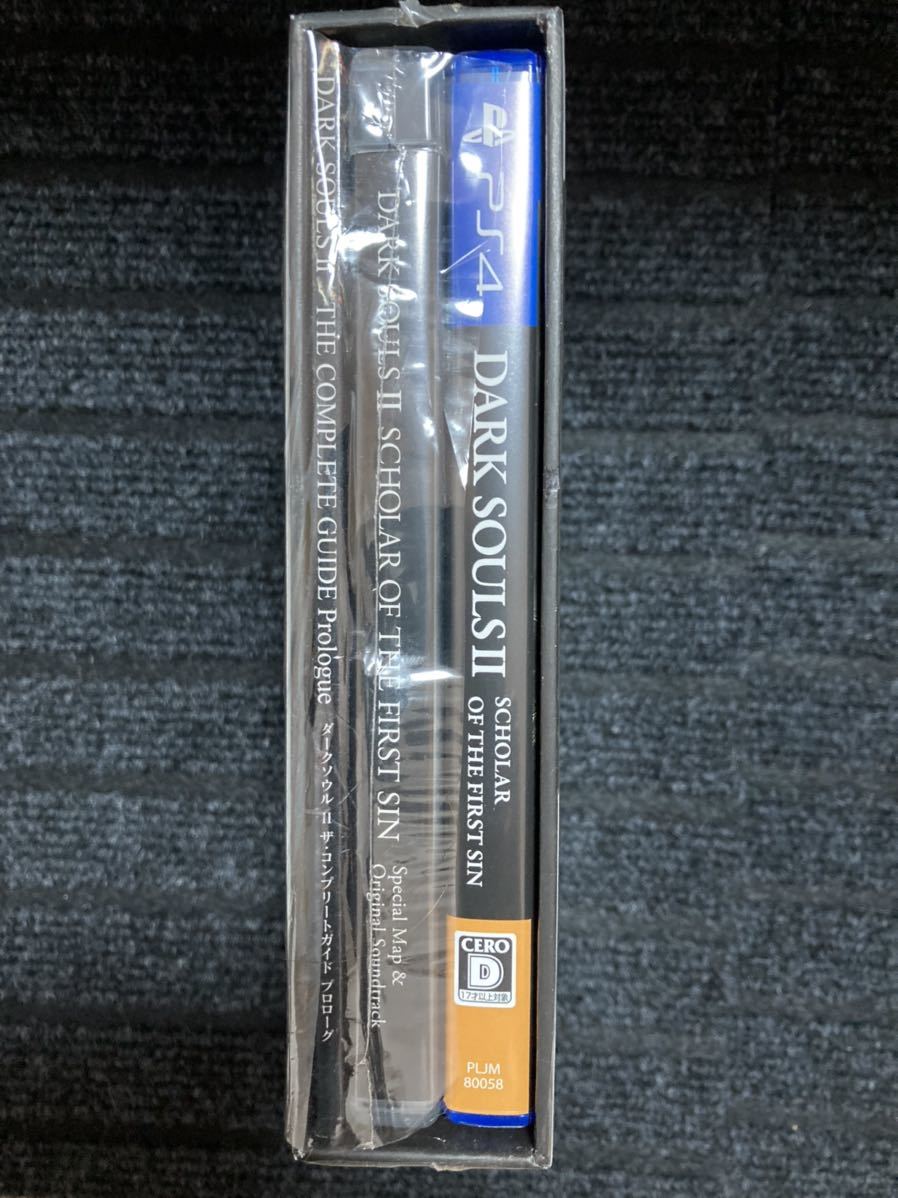 DARK SOULS II THE COMPLETE GUIDE Prologue ダークソウル II ザ・コンプリートガイド プロローグ
DARK SOULS II SCHOLAR OF THE FIRST SIN
Special Map &
Original Soundtrack
PS4
DARK SOULS II
SCHOLAR
OF THE FIRST SIN
CERO
D
17才以上対象
PLJM
80058